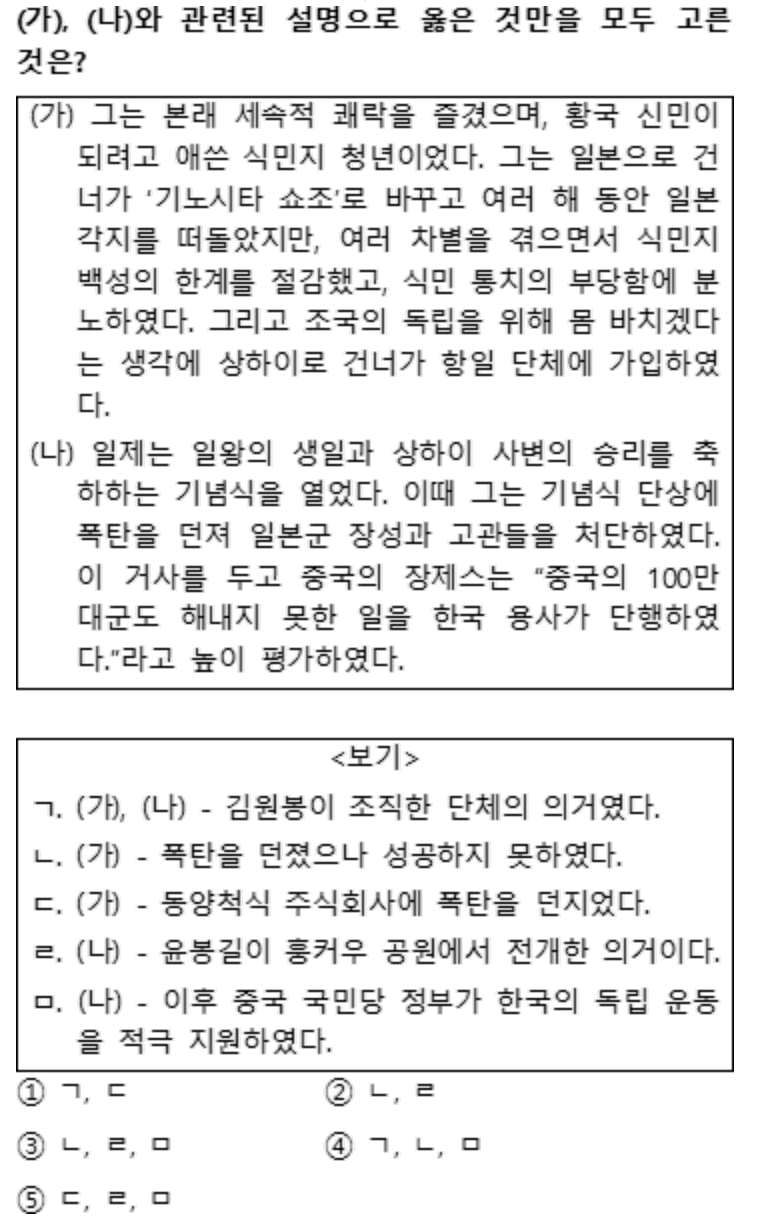 (가), (나)와 관련된 설명으로 옳은 것만을 모두 고른
것은?
(가) 그는 본래 세속적 쾌락을 즐겼으며, 황국 신민이
되려고 애쓴 식민지 청년이었다. 그는 일본으로 건
너가 '기노시타 쇼조'로 바꾸고 여러 해 동안 일본
각지를 떠돌았지만, 여러 차별을 겪으면서 식민지
백성의 한계를 절감했고, 식민 통치의 부당함에 분
노하였다. 그리고 조국의 독립을 위해 몸 바치겠다
는 생각에 상하이로 건너가 항일 단체에 가입하였
다.
(나) 일제는 일왕의 생일과 상하이 사변의 승리를 축
하하는 기념식을 열었다. 이때 그는 기념식 단상에
폭탄을 던져 일본군 장성과 고관들을 처단하였다.
이 거사를 두고 중국의 장제스는 "중국의 100만
대군도 해내지 못한 일을 한국 용사가 단행하였
다."라고 높이 평가하였다.
<보기>
ㄱ. (가), (나) - 김원봉이 조직한 단체의 의거였다.
ㄴ. (가) - 폭탄을 던졌으나 성공하지 못하였다.
ㄷ. (가) - 동양척식 주식회사에 폭탄을 던지었다.
ㄹ. (나) - 윤봉길이 훙커우 공원에서 전개한 의거이다.
ㅁ. (나) - 이후 중국 국민당 정부가 한국의 독립 운동
을 적극 지원하였다.
① ㄱ, ㄷ ② ㄴ, ㄹ
③ ㄴ, ㄹ, ㅁ ④ ㄱ, ㄴ, ㅁ
⑤ ㄷ, ㄹ, ㅁ